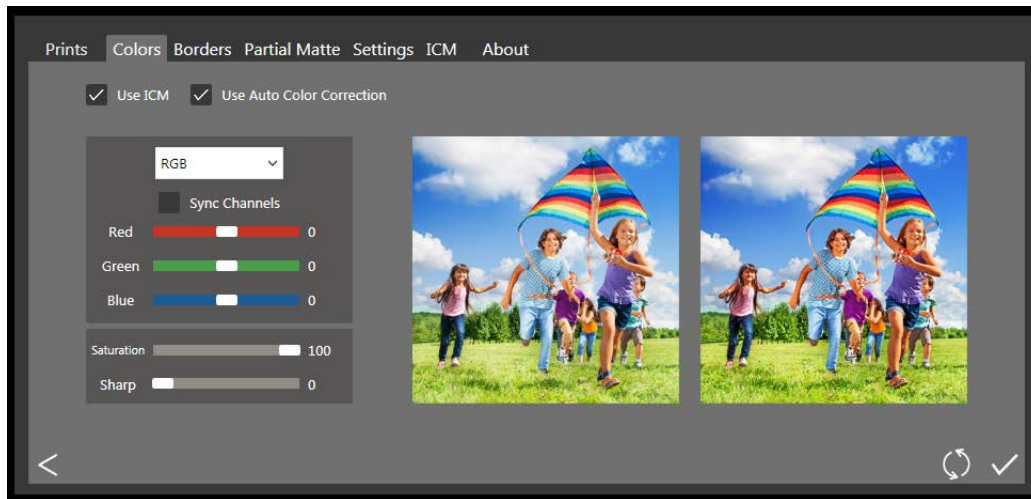 Prints Colors Borders Partial Matte Settings ICM About
Use ICM Use Auto Color Correction
RGB
Sync Channels
Red 0
Green 0
Blue 0
Saturation 100
Sharp 0